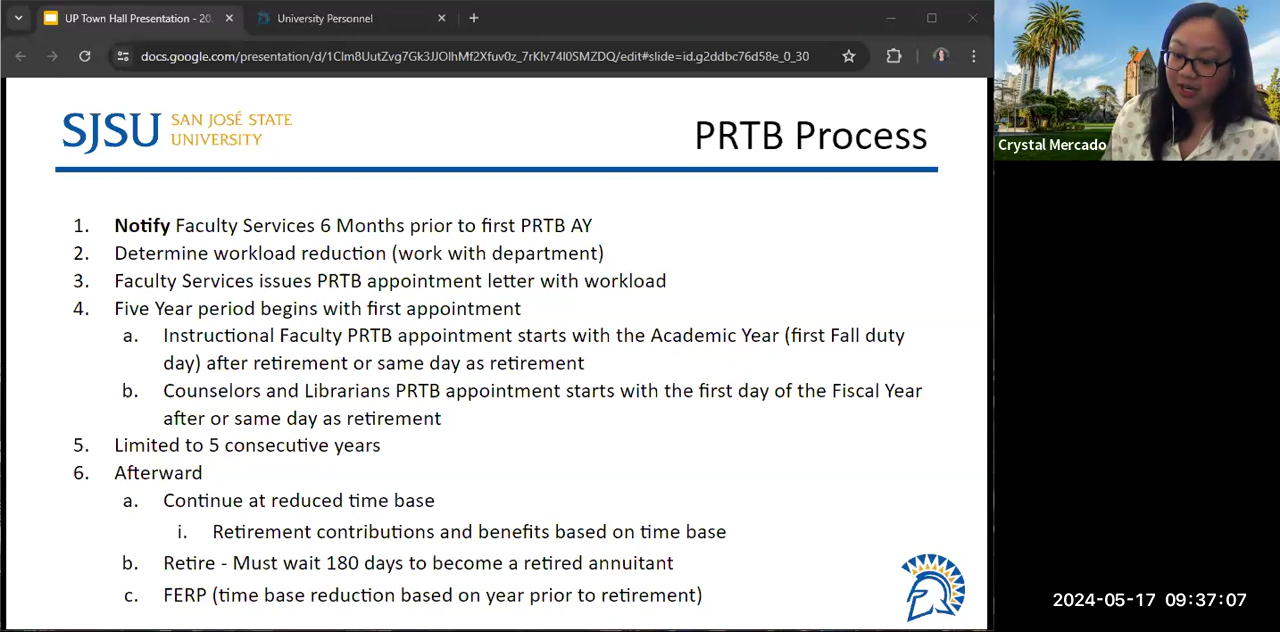 UP Town Hall Presentation - 20
University Personnel
docs.google.com/presentation/d/1Clm8UutZvg7Gk3JJOlhMf2Xfuv0z_7rKlv74l0SMZDQ/edit#slide=id.g2ddbc76d58e_0_30
SJSU SAN JOSÉ STATE UNIVERSITY
PRTB Process
1. Notify Faculty Services 6 Months prior to first PRTB AY
2. Determine workload reduction (work with department)
3. Faculty Services issues PRTB appointment letter with workload
4. Five Year period begins with first appointment
a. Instructional Faculty PRTB appointment starts with the Academic Year (first Fall duty
day) after retirement or same day as retirement
b. Counselors and Librarians PRTB appointment starts with the first day of the Fiscal Year
after or same day as retirement
5. Limited to 5 consecutive years
6. Afterward
a. Continue at reduced time base
i. Retirement contributions and benefits based on time base
b. Retire - Must wait 180 days to become a retired annuitant
c. FERP (time base reduction based on year prior to retirement)
Crystal Mercado
2024-05-17 09:37:07